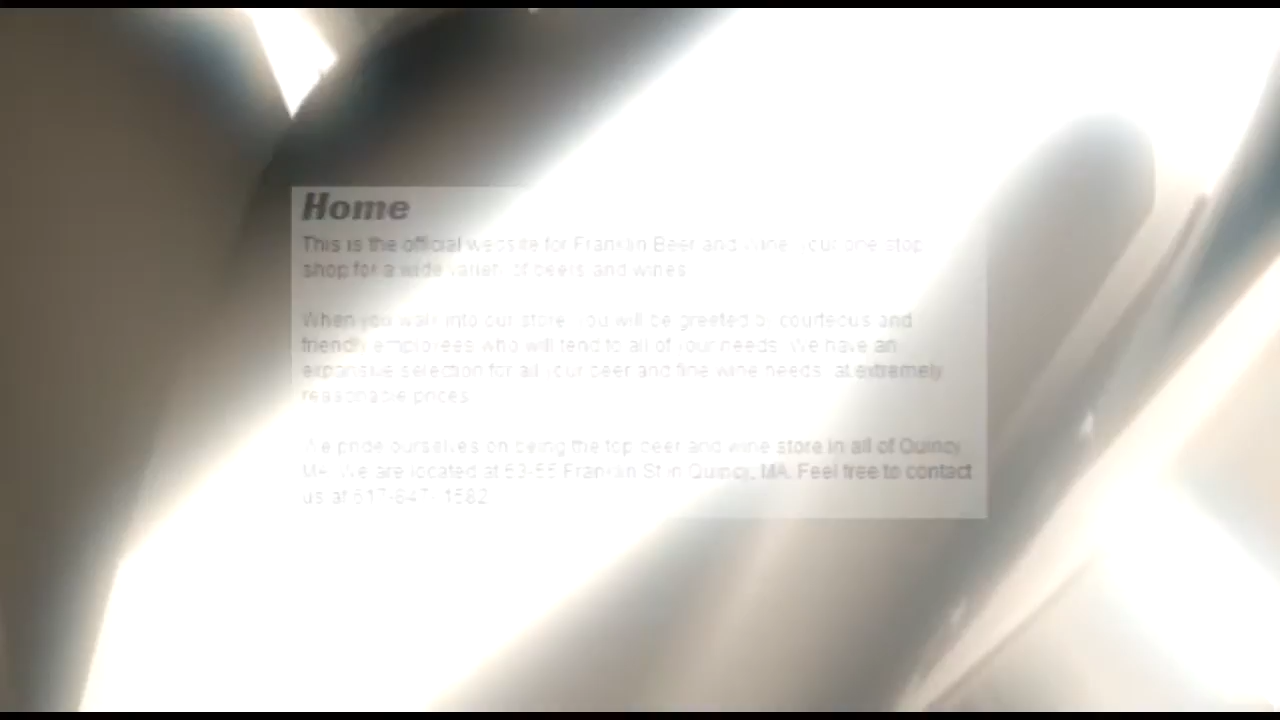 Home
This is the official website for Franklin Beer and Wine, your one stop
shop for a wide variety of beers and wines.
When you walk into our store, you will be greeted by courteous and
friendly employees who will tend to all of your needs. We have an
expansive selection for all your beer and fine wine needs, at extremely
reasonable prices.
We pride ourselves on being the top beer and wine store in all of Quincy,
MA. We are located at 53-55 Franklin St in Quincy, MA. Feel free to contact
us at